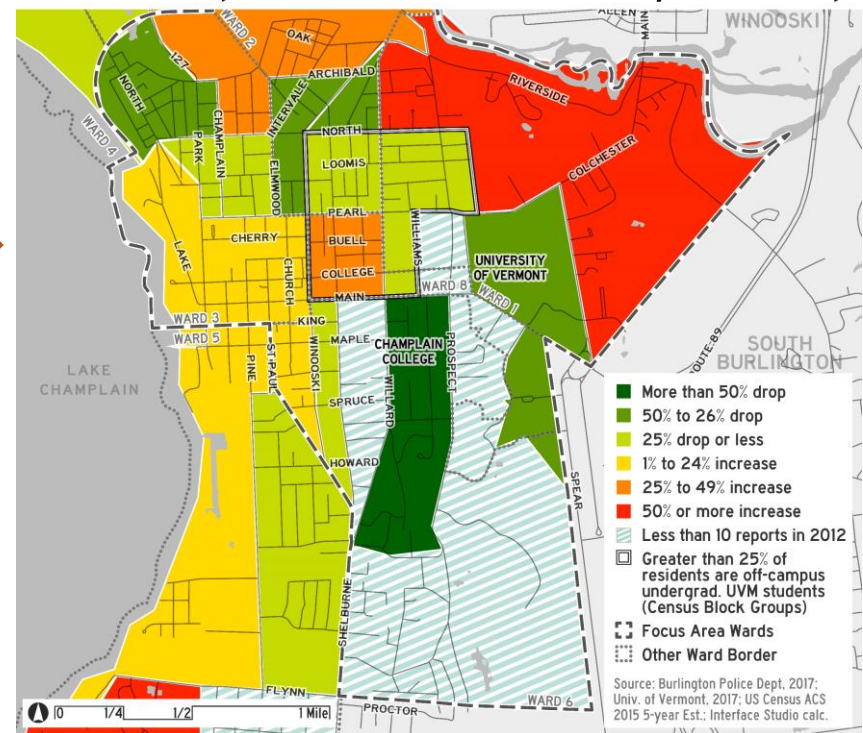 ALLEN
MAIN
WINOOSKI
WARD 2
OAK
127
ARCHIBALD
RIVERSIDE
NORTH
INTERVALE
PARK
CHAMPLAIN
NORTH
COLCHESTER
WARD 4
LOOMIS
ELMWOOD
PEARL
WILLIAMS
LAKE
CHERRY
BUELL
UNIVERSITY
OF VERMONT
CHURCH
COLLEGE
MAIN
WARD 8
WARD 1
WARD 3
KING
WARD 5
ST PAUL
PINE
WINOOSKI
MAPLE
CHAMPLAIN
COLLEGE
PROSPECT
SOUTH
BURLINGTON
ROUTE-89
LAKE
CHAMPLAIN
SPRUCE
WILLARD
HOWARD
SPEAR
SHELBURNE
FLYNN
PROCTOR
WARD 6
More than 50% drop
50% to 26% drop
25% drop or less
1% to 24% increase
25% to 49% increase
50% or more increase
Less than 10 reports in 2012
Greater than 25% of
residents are off-campus
undergrad. UVM students
(Census Block Groups)
Focus Area Wards
Other Ward Border
Source: Burlington Police Dept, 2017;
Univ. of Vermont, 2017; US Census ACS
2015 5-year Est.; Interface Studio calc.
0 1/4 1/2 1 Mile